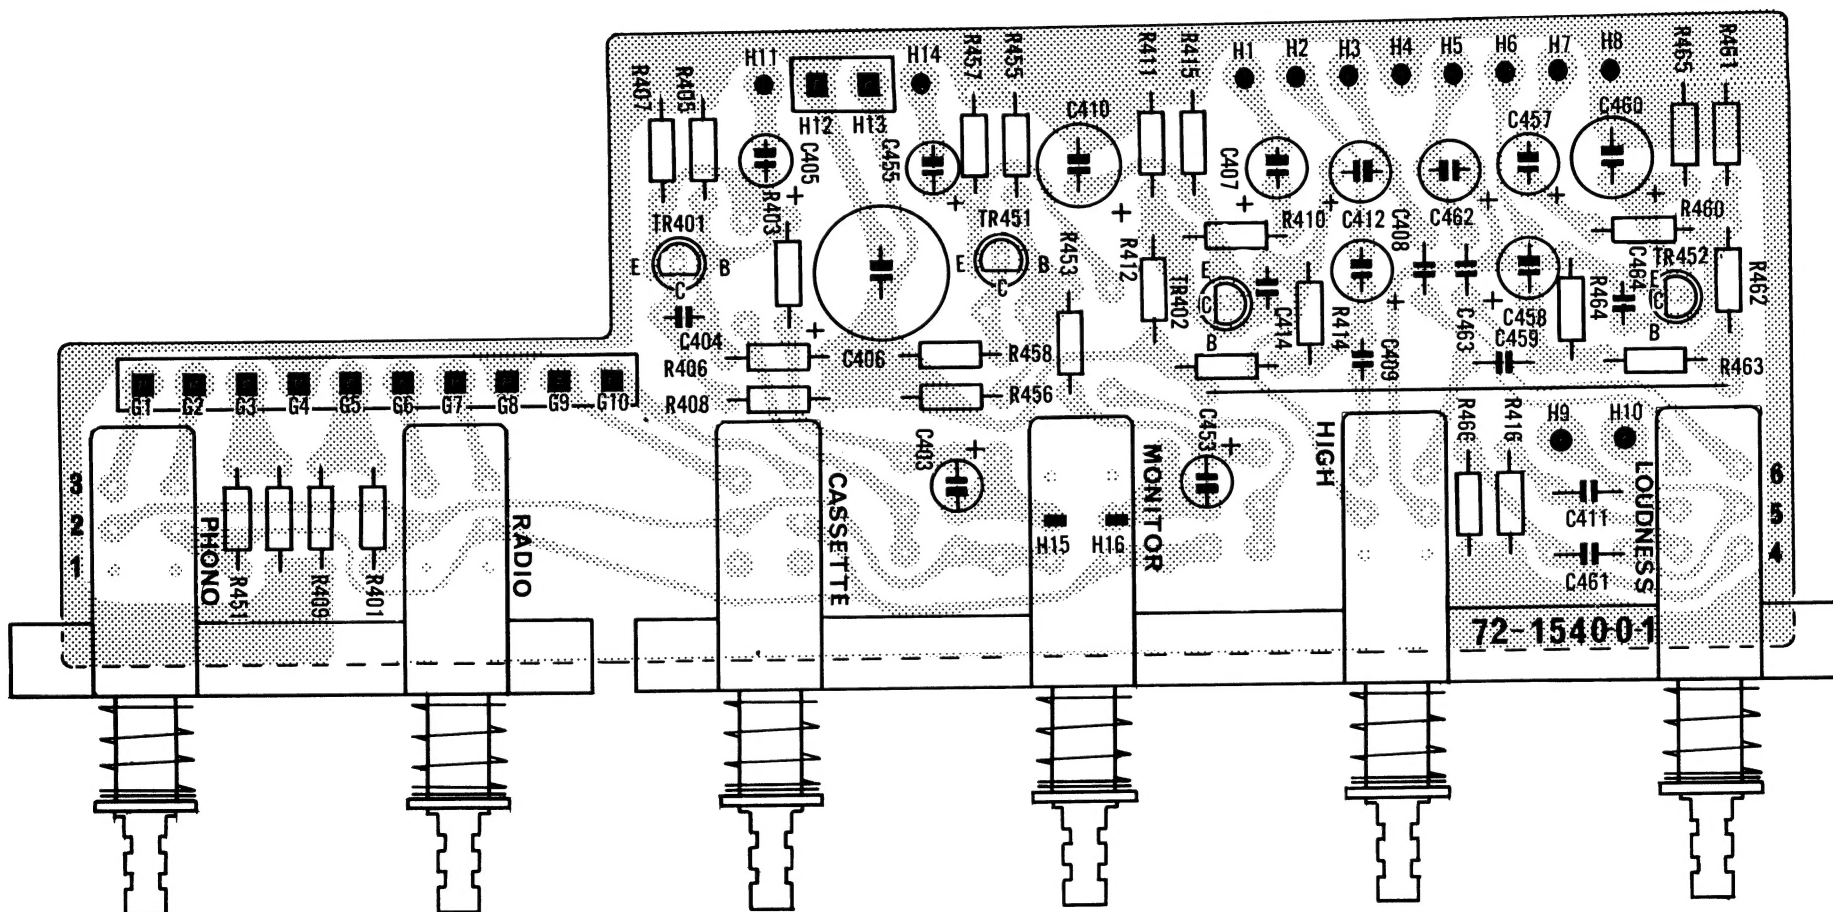 R407
R405
H11
H12
H13
H14
R457
R455
C410
R411
R415
H1
H2
H3
H4
H5
H6
H7
H8
R465
R461
C405
C455
C407
C457
C460
+
+
+
+
+
+
+
TR401
R403
TR451
R453
R412
R410
C412
C408
C462
R460
E
B
C
E
B
C
E
C
B
TR402
C414
R414
+
+
C458
R464
C464
TR452
E
C
B
R462
C404
+
R406
C406
R458
C409
C463
C459
R463
R408
R456
G1
G2
G3
G4
G5
G6
G7
G8
G9
G10
C403
+
C453
+
HIGH
R466
R416
H9
H10
3
2
1
PHONO
R451
R409
R401
RADIO
CASSETTE
H15
H16
MONITOR
C411
C461
LOUDNESS
6
5
4
72-154001